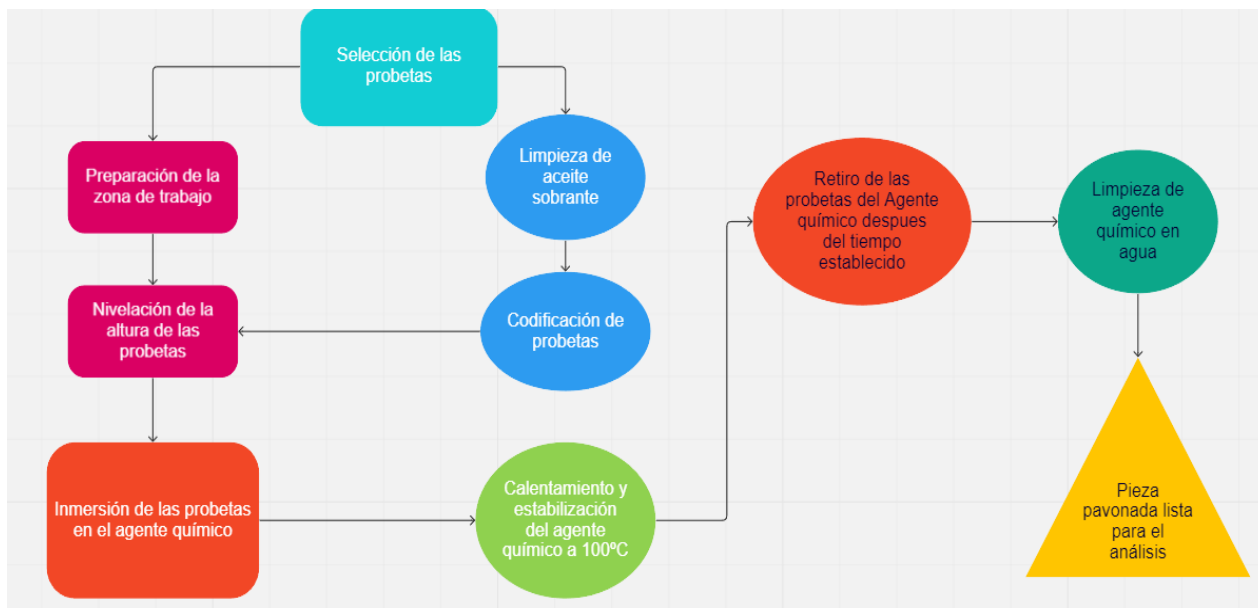 Selección de las
probetas
Preparación de la
zona de trabajo
Limpieza de
aceite
sobrante
Nivelación de la
altura de las
probetas
Codificación de
probetas
Inmersión de las probetas
en el agente químico
Calentamiento y
estabilización
del agente
químico a 100ºC
Retiro de las
probetas del Agente
químico despues
del tiempo
establecido
Limpieza de
agente
químico en
agua
Pieza
pavonada lista
para el
análisis